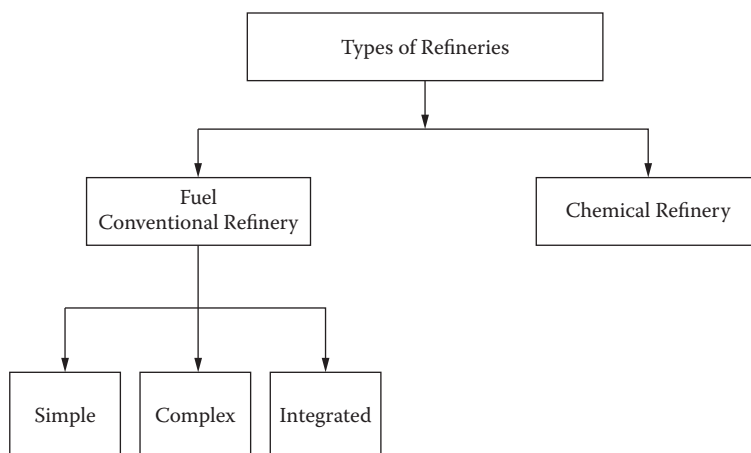 Types of Refineries
Fuel
Conventional Refinery
Chemical Refinery
Simple
Complex
Integrated